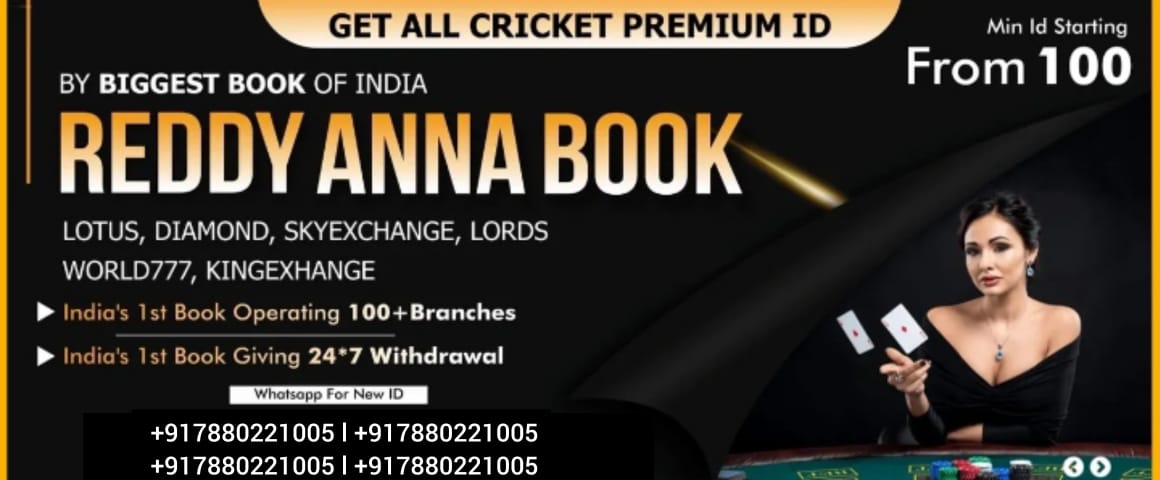 GET ALL CRICKET PREMIUM ID
Min Id Starting
From 100
BY BIGGEST BOOK OF INDIA
REDDY ANNA BOOK
LOTUS, DIAMOND, SKYEXCHANGE, LORDS
WORLD777, KINGEXHANGE
India's 1st Book Operating 100+Branches
India's 1st Book Giving 24*7 Withdrawal
Whatsapp For New ID
+917880221005 | +917880221005
+917880221005 | +917880221005